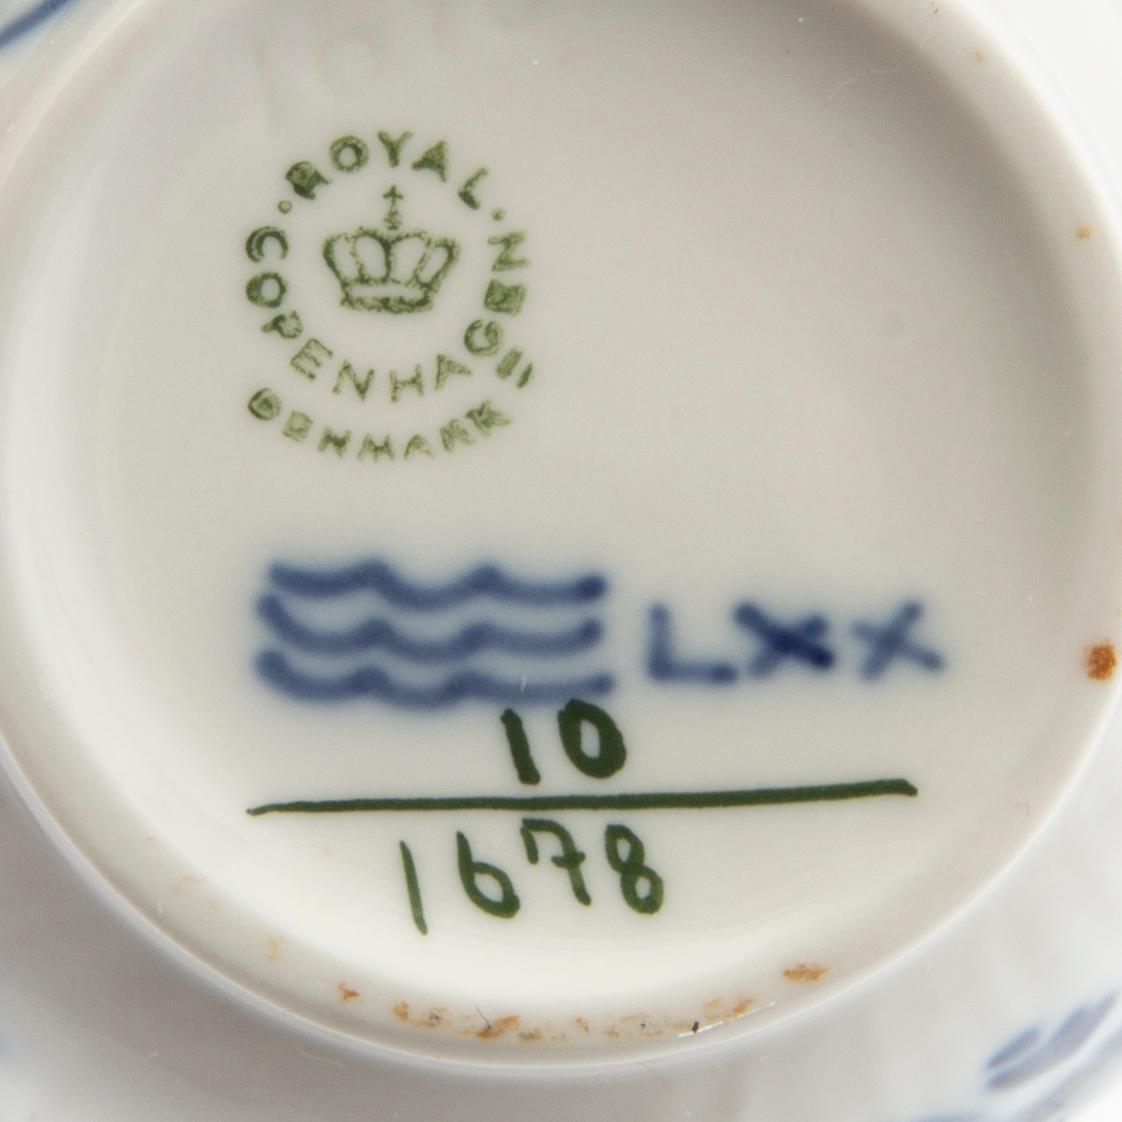 ROYAL
COPENHAGEN
DENMARK
LXX
10
1678